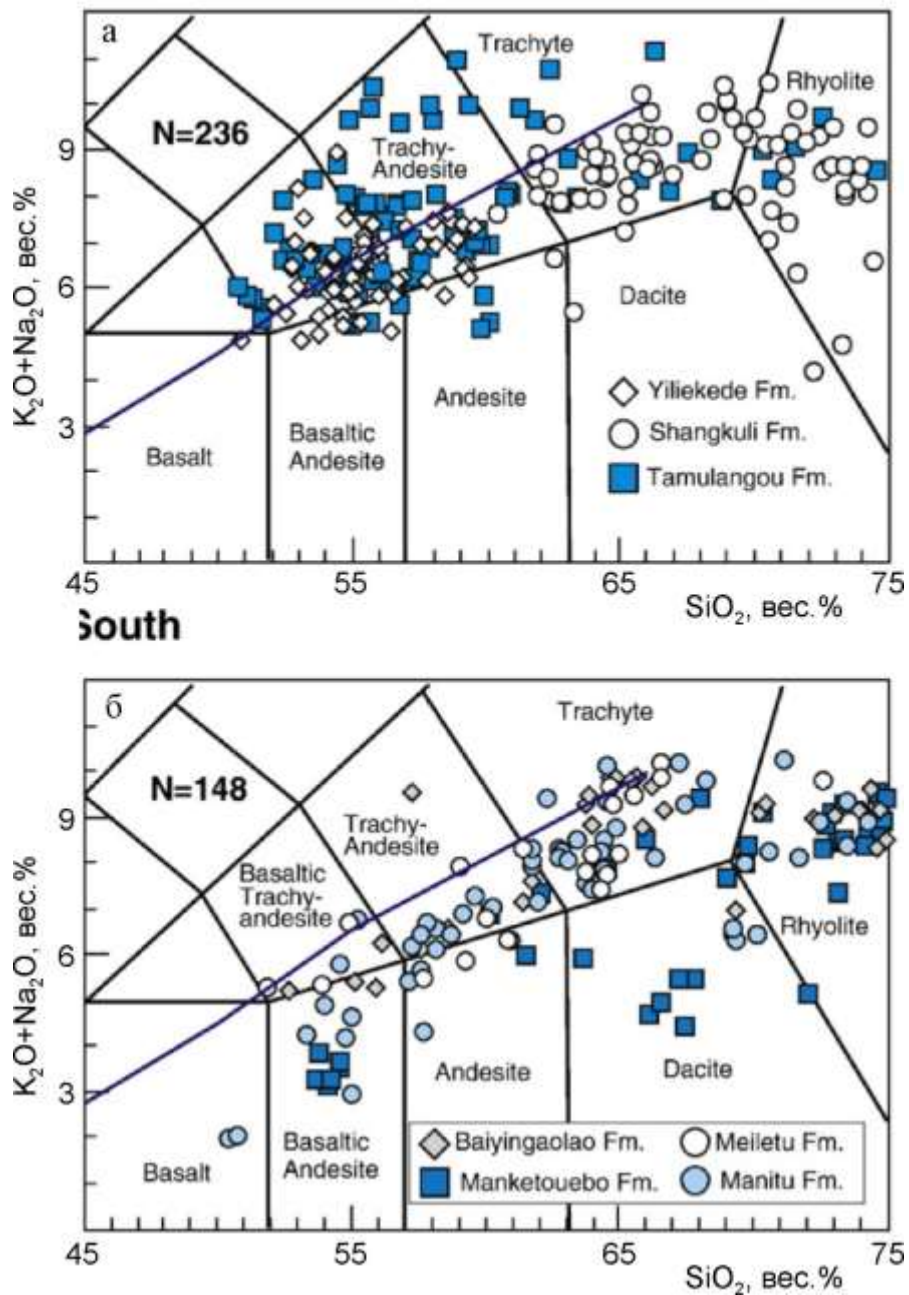 а
Trachyte
Rhyolite
N=236
Trachy-
Andesite
9
6
3
K₂O+Na₂O, вес.%
Dacite
Andesite
Basaltic
Andesite
Basalt
Yiliekede Fm.
Shangkuli Fm.
Tamulangou Fm.
45
55
65
75
SiO₂, вес.%
South
б
Trachyte
N=148
Trachy-
Andesite
Basaltic
Trachy-
andesite
9
6
3
K₂O+Na₂O, вес.%
Rhyolite
Andesite
Dacite
Basalt
Basaltic
Andesite
Baiyingaolao Fm.
Meiletu Fm.
Manketouebo Fm.
Manitu Fm.
45
55
65
75
SiO₂, вес.%